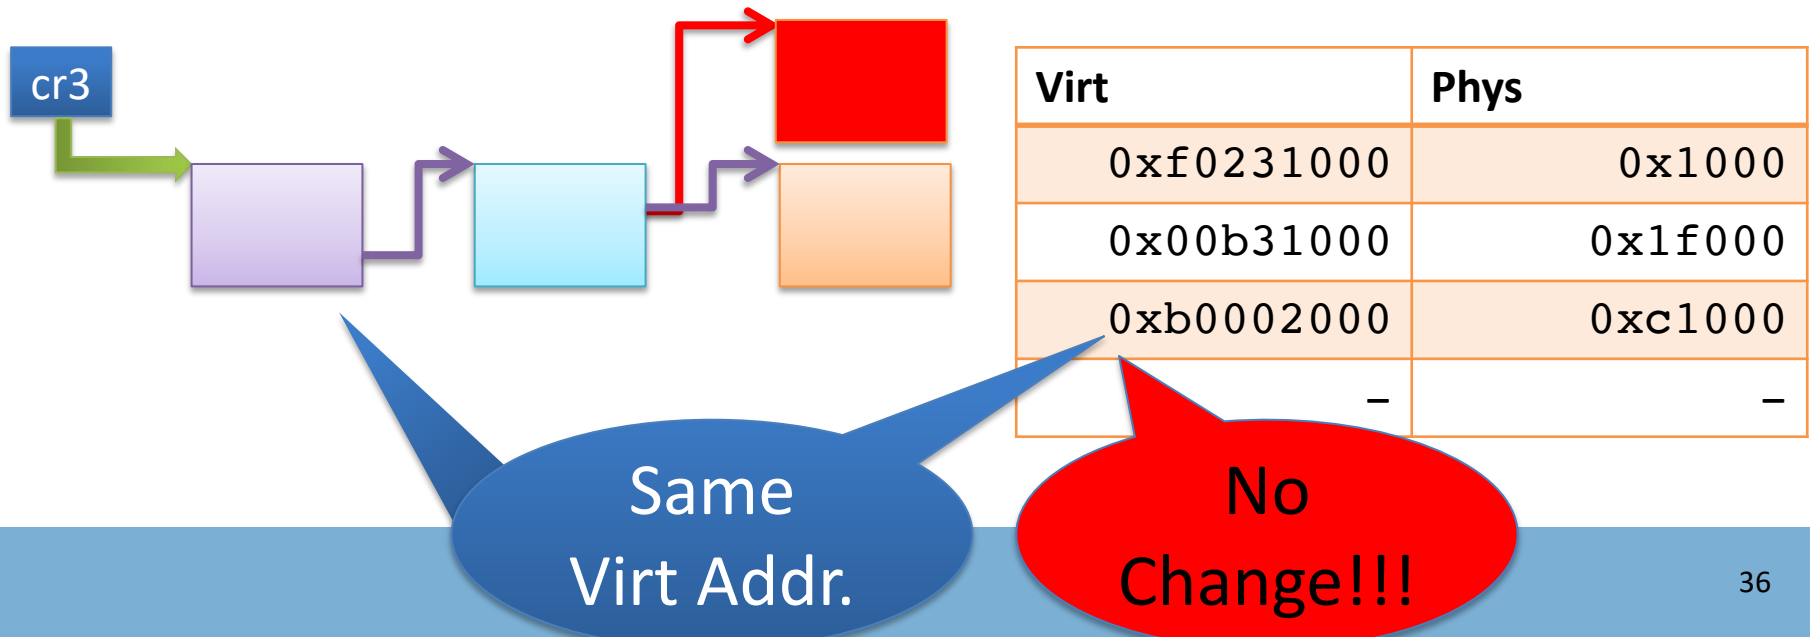 cr3
Virt Phys
0xf0231000 0x1000
0x00b31000 0x1f000
0xb0002000 0xc1000
– –
Same
Virt Addr.
No
Change!!!
36